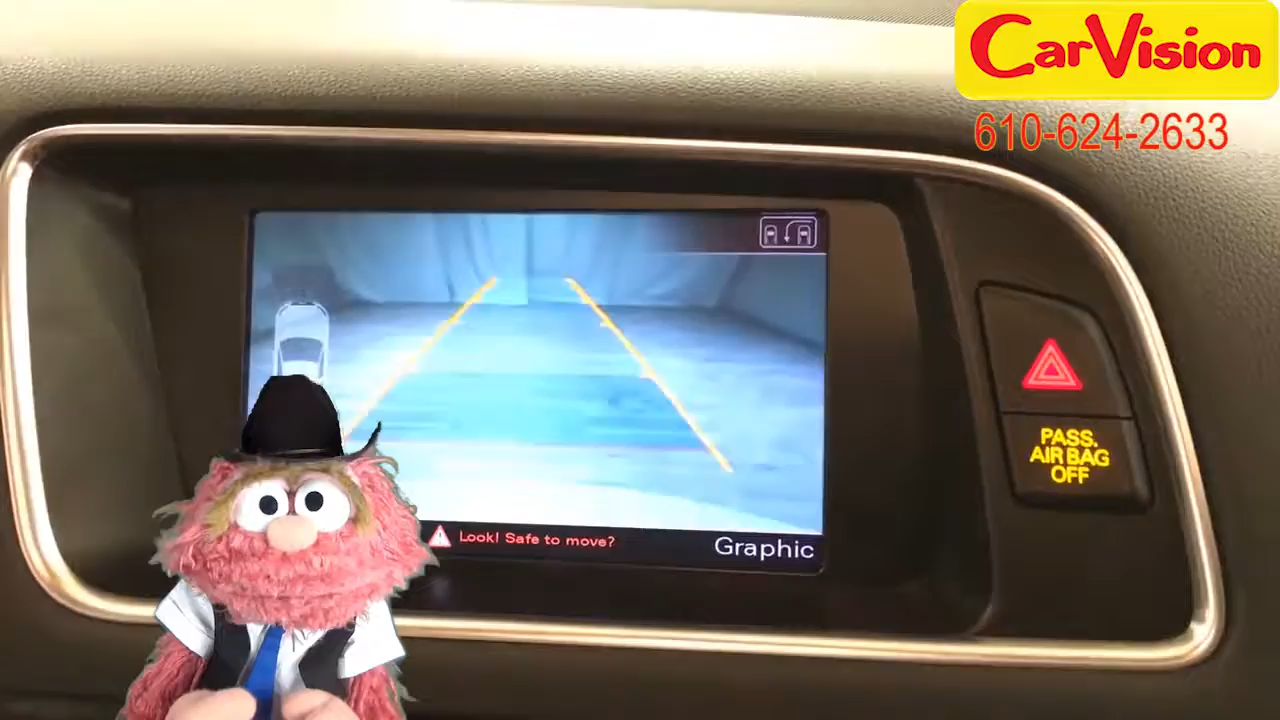 CarVision
610-624-2633
PASS.
AIR BAG
OFF
Look! Safe to move?
Graphic